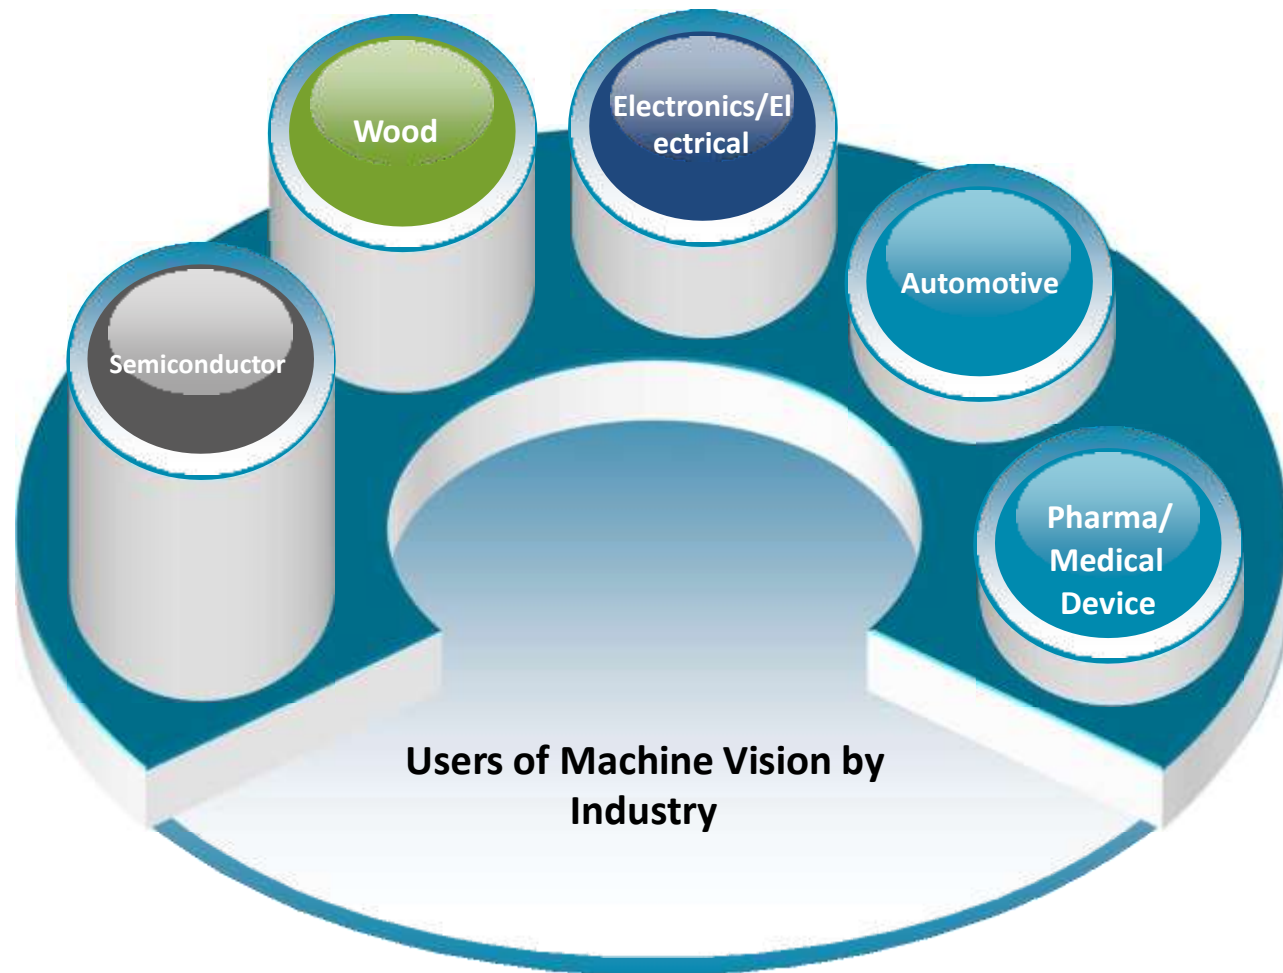 Wood
Electronics/El
ectrical
Automotive
Semiconductor
Pharma/
Medical
Device
Users of Machine Vision by
Industry